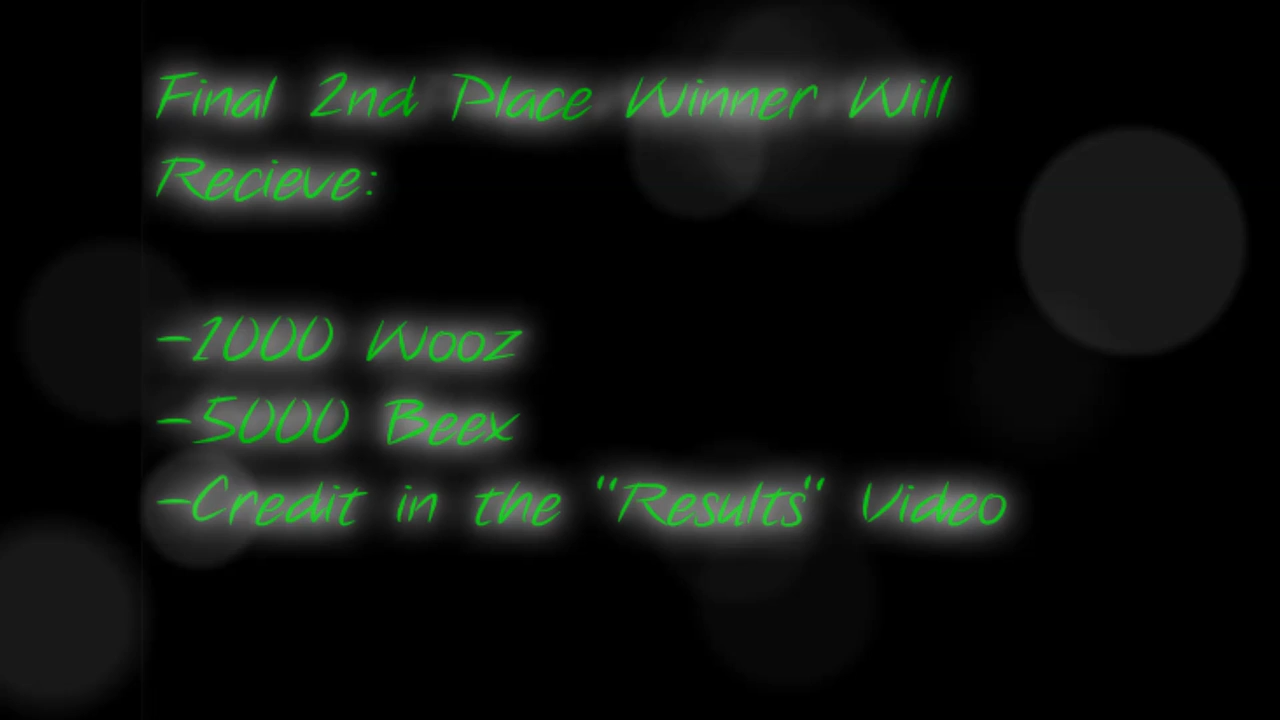 Final 2nd Place Winner Will
Recieve:
-1000 Wooz
-5000 Beex
-Credit in the "Results" Video